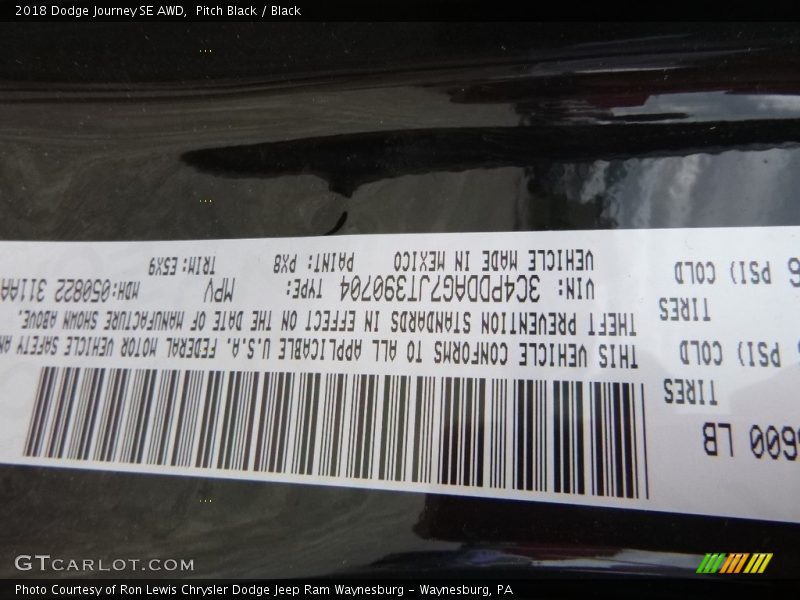 2018 Dodge Journey SE AWD,  Pitch Black / Black
600 LB
TIRES
PSI) COLD
TIRES
PSI) COLD
THIS VEHICLE CONFORMS TO ALL APPLICABLE U.S.A. FEDERAL MOTOR VEHICLE SAFETY
THEFT PREVENTION STANDARDS IN EFFECT ON THE DATE OF MANUFACTURE SHOWN ABOVE.
VIN: 3C4PDDAG7JT390704 TYPE: MPV MDH:050822 311AA
VEHICLE MADE IN MEXICO PAINT: PX8 TRIM: E5X9
GTCARLOT.COM
Photo Courtesy of Ron Lewis Chrysler Dodge Jeep Ram Waynesburg – Waynesburg, PA